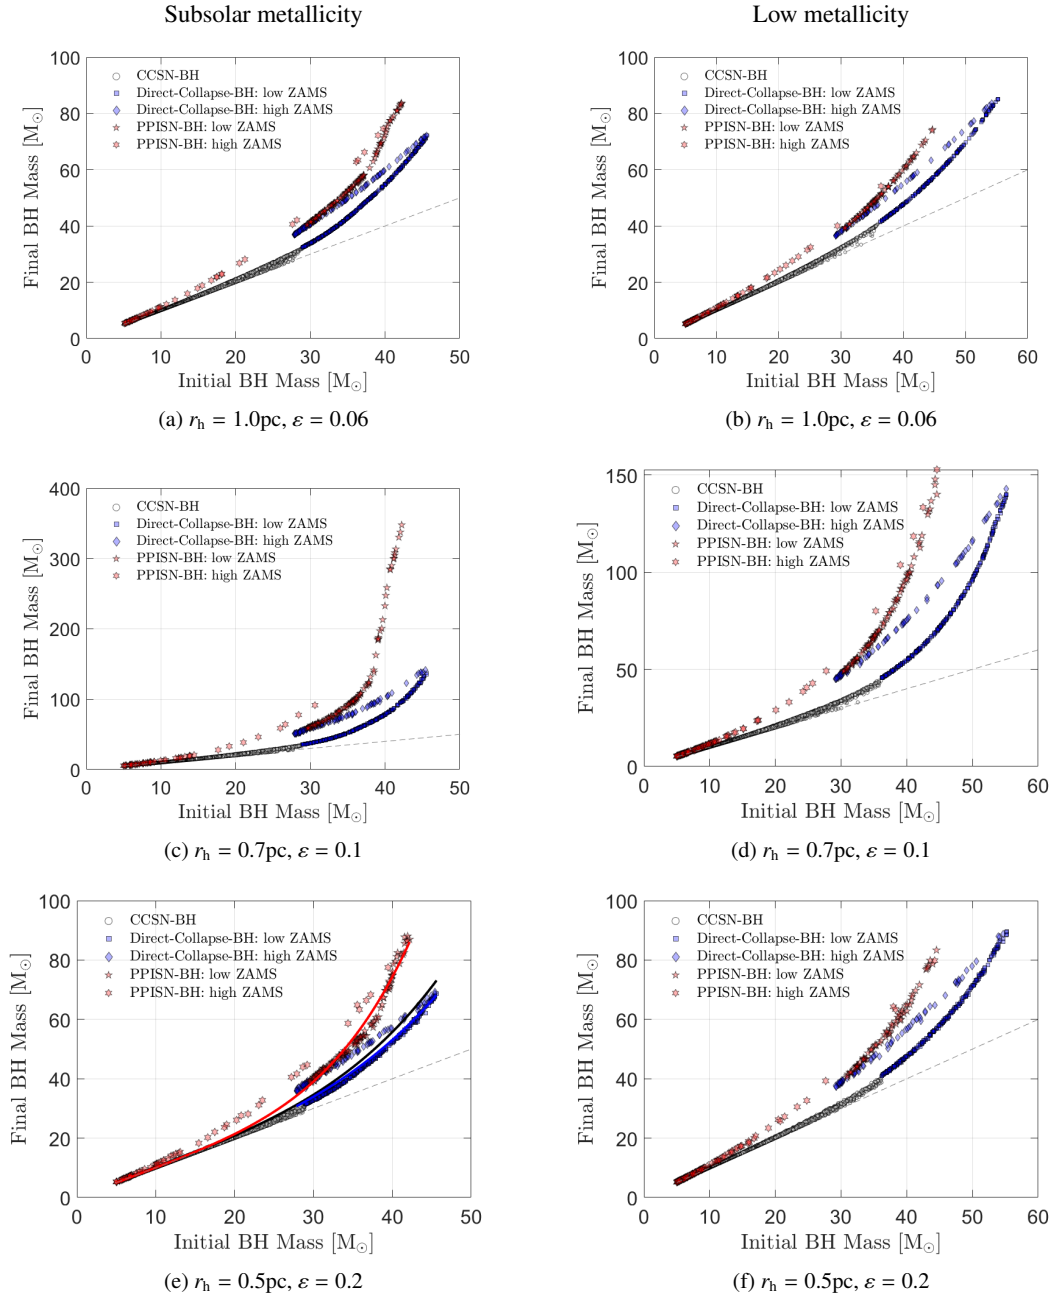 Subsolar metallicity
Low metallicity
Final BH Mass [M⊙]
100
80
60
40
20
0
CCSN-BH
Direct-Collapse-BH: low ZAMS
Direct-Collapse-BH: high ZAMS
PPISN-BH: low ZAMS
PPISN-BH: high ZAMS
0 10 20 30 40 50
Initial BH Mass [M⊙]
(a) rh = 1.0pc, ε = 0.06
Final BH Mass [M⊙]
100
80
60
40
20
0
CCSN-BH
Direct-Collapse-BH: low ZAMS
Direct-Collapse-BH: high ZAMS
PPISN-BH: low ZAMS
PPISN-BH: high ZAMS
0 10 20 30 40 50 60
Initial BH Mass [M⊙]
(b) rh = 1.0pc, ε = 0.06
Final BH Mass [M⊙]
400
300
200
100
0
CCSN-BH
Direct-Collapse-BH: low ZAMS
Direct-Collapse-BH: high ZAMS
PPISN-BH: low ZAMS
PPISN-BH: high ZAMS
0 10 20 30 40 50
Initial BH Mass [M⊙]
(c) rh = 0.7pc, ε = 0.1
Final BH Mass [M⊙]
150
100
50
0
CCSN-BH
Direct-Collapse-BH: low ZAMS
Direct-Collapse-BH: high ZAMS
PPISN-BH: low ZAMS
PPISN-BH: high ZAMS
0 10 20 30 40 50 60
Initial BH Mass [M⊙]
(d) rh = 0.7pc, ε = 0.1
Final BH Mass [M⊙]
100
80
60
40
20
0
CCSN-BH
Direct-Collapse-BH: low ZAMS
Direct-Collapse-BH: high ZAMS
PPISN-BH: low ZAMS
PPISN-BH: high ZAMS
0 10 20 30 40 50
Initial BH Mass [M⊙]
(e) rh = 0.5pc, ε = 0.2
Final BH Mass [M⊙]
100
80
60
40
20
0
CCSN-BH
Direct-Collapse-BH: low ZAMS
Direct-Collapse-BH: high ZAMS
PPISN-BH: low ZAMS
PPISN-BH: high ZAMS
0 10 20 30 40 50 60
Initial BH Mass [M⊙]
(f) rh = 0.5pc, ε = 0.2